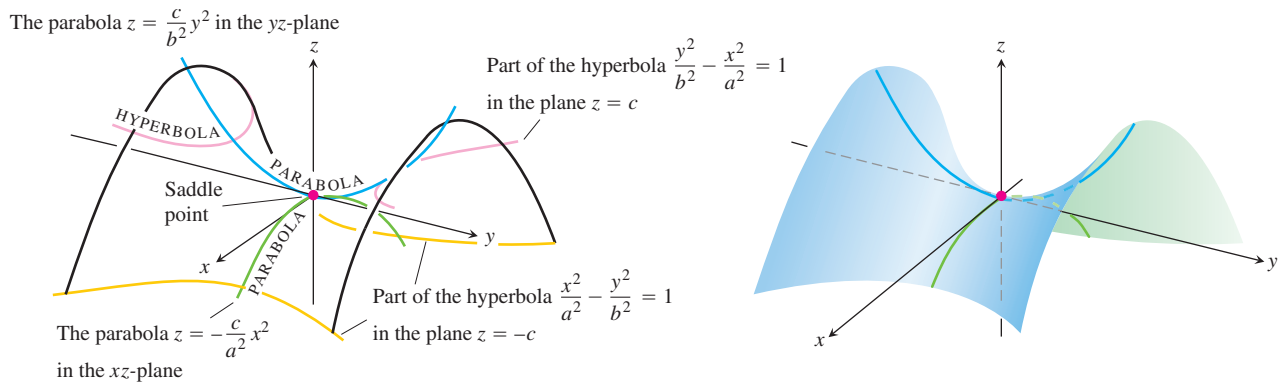 The parabola z = c/b² y² in the yz-plane
z
Part of the hyperbola y²/b² − x²/a² = 1
in the plane z = c
HYPERBOLA
PARABOLA
Saddle
point
PARABOLA
x
y
Part of the hyperbola x²/a² − y²/b² = 1
in the plane z = −c
The parabola z = −c/a² x²
in the xz-plane
z
y
x